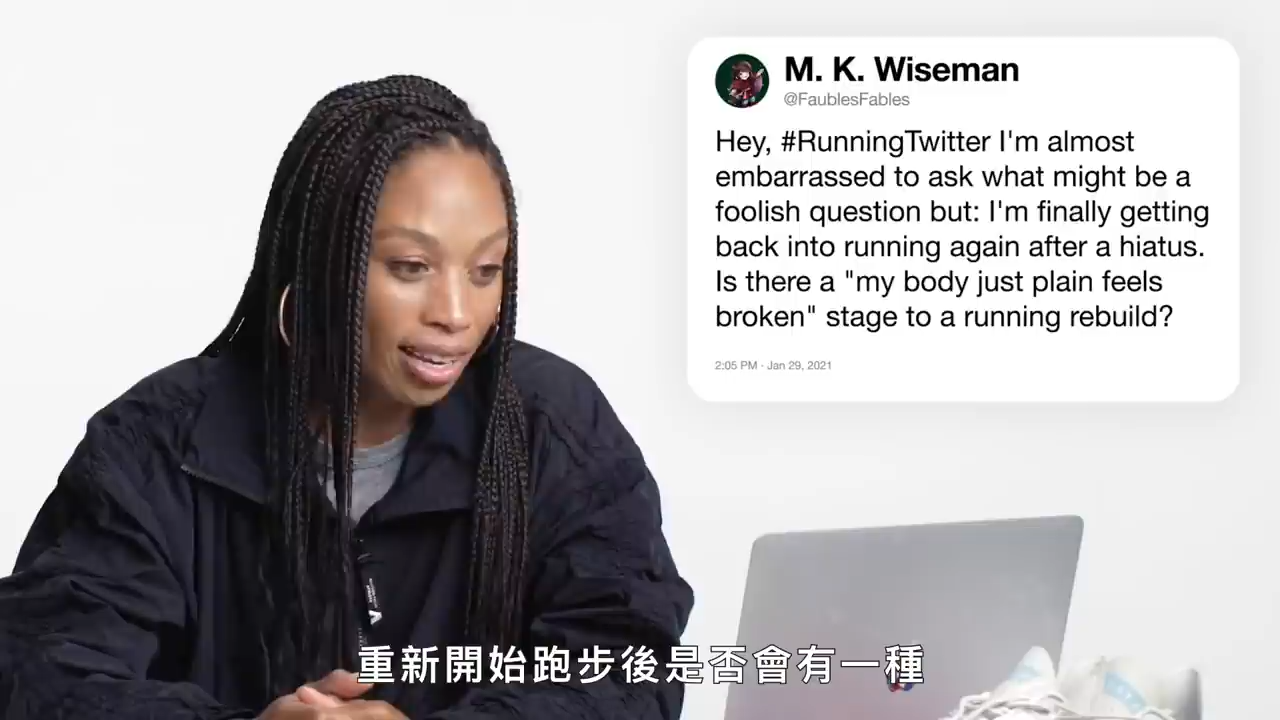 M. K. Wiseman
@FaublesFables
Hey, #RunningTwitter I'm almost
embarrassed to ask what might be a
foolish question but: I'm finally getting
back into running again after a hiatus.
Is there a "my body just plain feels
broken" stage to a running rebuild?
2:05 PM · Jan 29, 2021
重新開始跑步後是否會有一種